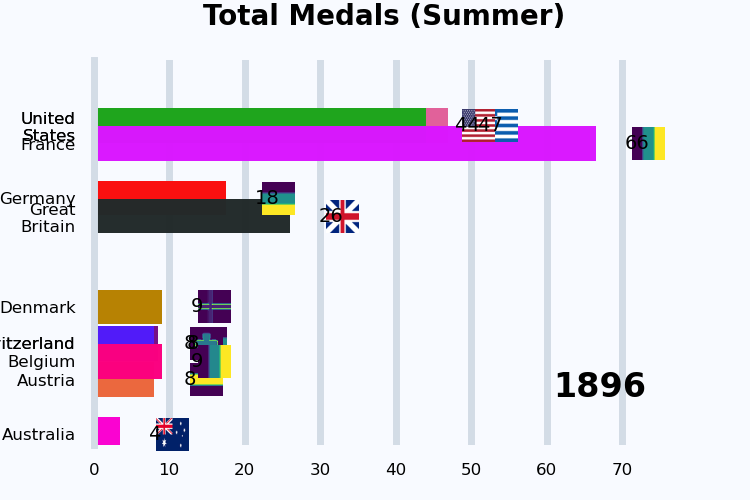 Total Medals (Summer)
United
States
France
44
47
66
Germany
Great
Britain
18
26
Denmark
9
itzerland
8
Belgium
9
Austria
8
1896
Australia
4
0 10 20 30 40 50 60 70